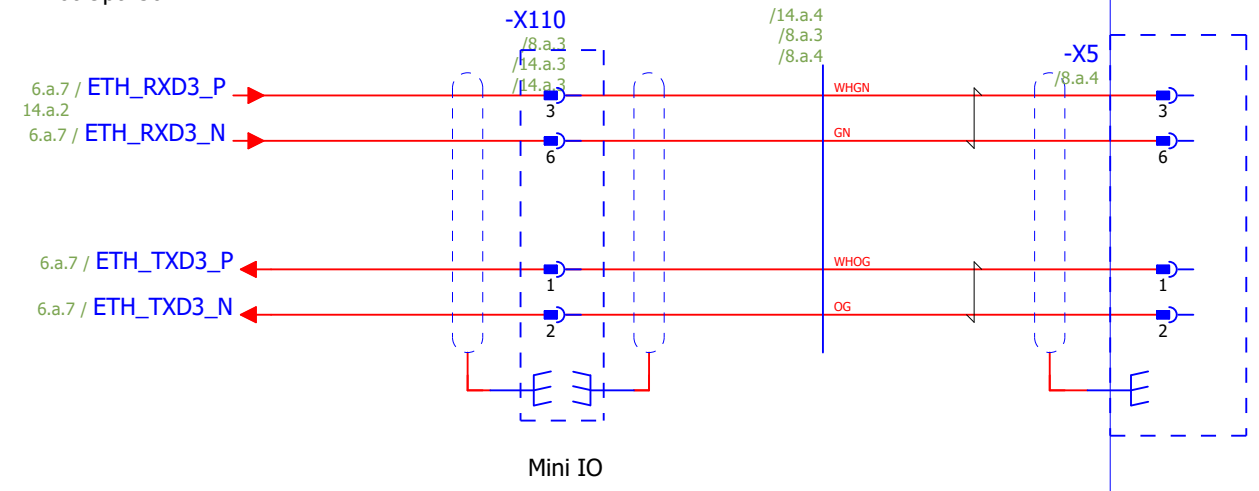 -X110
/8.a.3
/14.a.3
/14.a.3
/14.a.4
/8.a.3
/8.a.4
-X5
/8.a.4
6.a.7 / ETH_RXD3_P
14.a.2
3
WHGN
3
6.a.7 / ETH_RXD3_N
6
GN
6
6.a.7 / ETH_TXD3_P
1
WHOG
1
6.a.7 / ETH_TXD3_N
2
OG
2
Mini IO